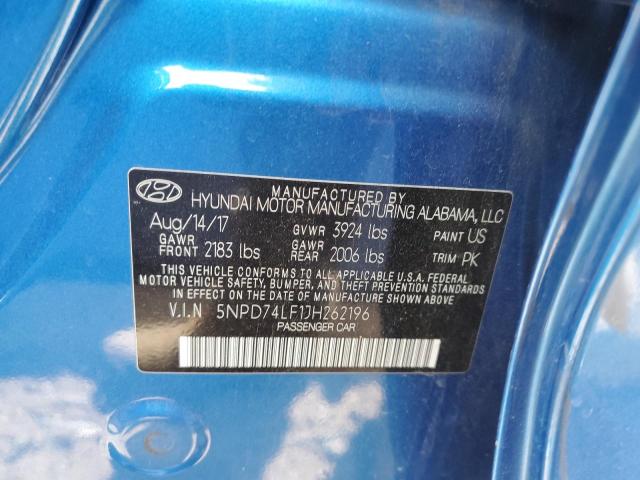 MANUFACTURED BY
HYUNDAI MOTOR MANUFACTURING ALABAMA, LLC
Aug/14/17 GVWR 3924 lbs PAINT US
GAWR FRONT 2183 lbs GAWR REAR 2006 lbs TRIM PK
THIS VEHICLE CONFORMS TO ALL APPLICABLE U.S.A. FEDERAL
MOTOR VEHICLE SAFETY, BUMPER, AND THEFT PREVENTION
STANDARDS IN EFFECT ON THE DATE OF MANUFACTURE SHOWN ABOVE.
V.I.N 5NPD74LF1JH262196
PASSENGER CAR